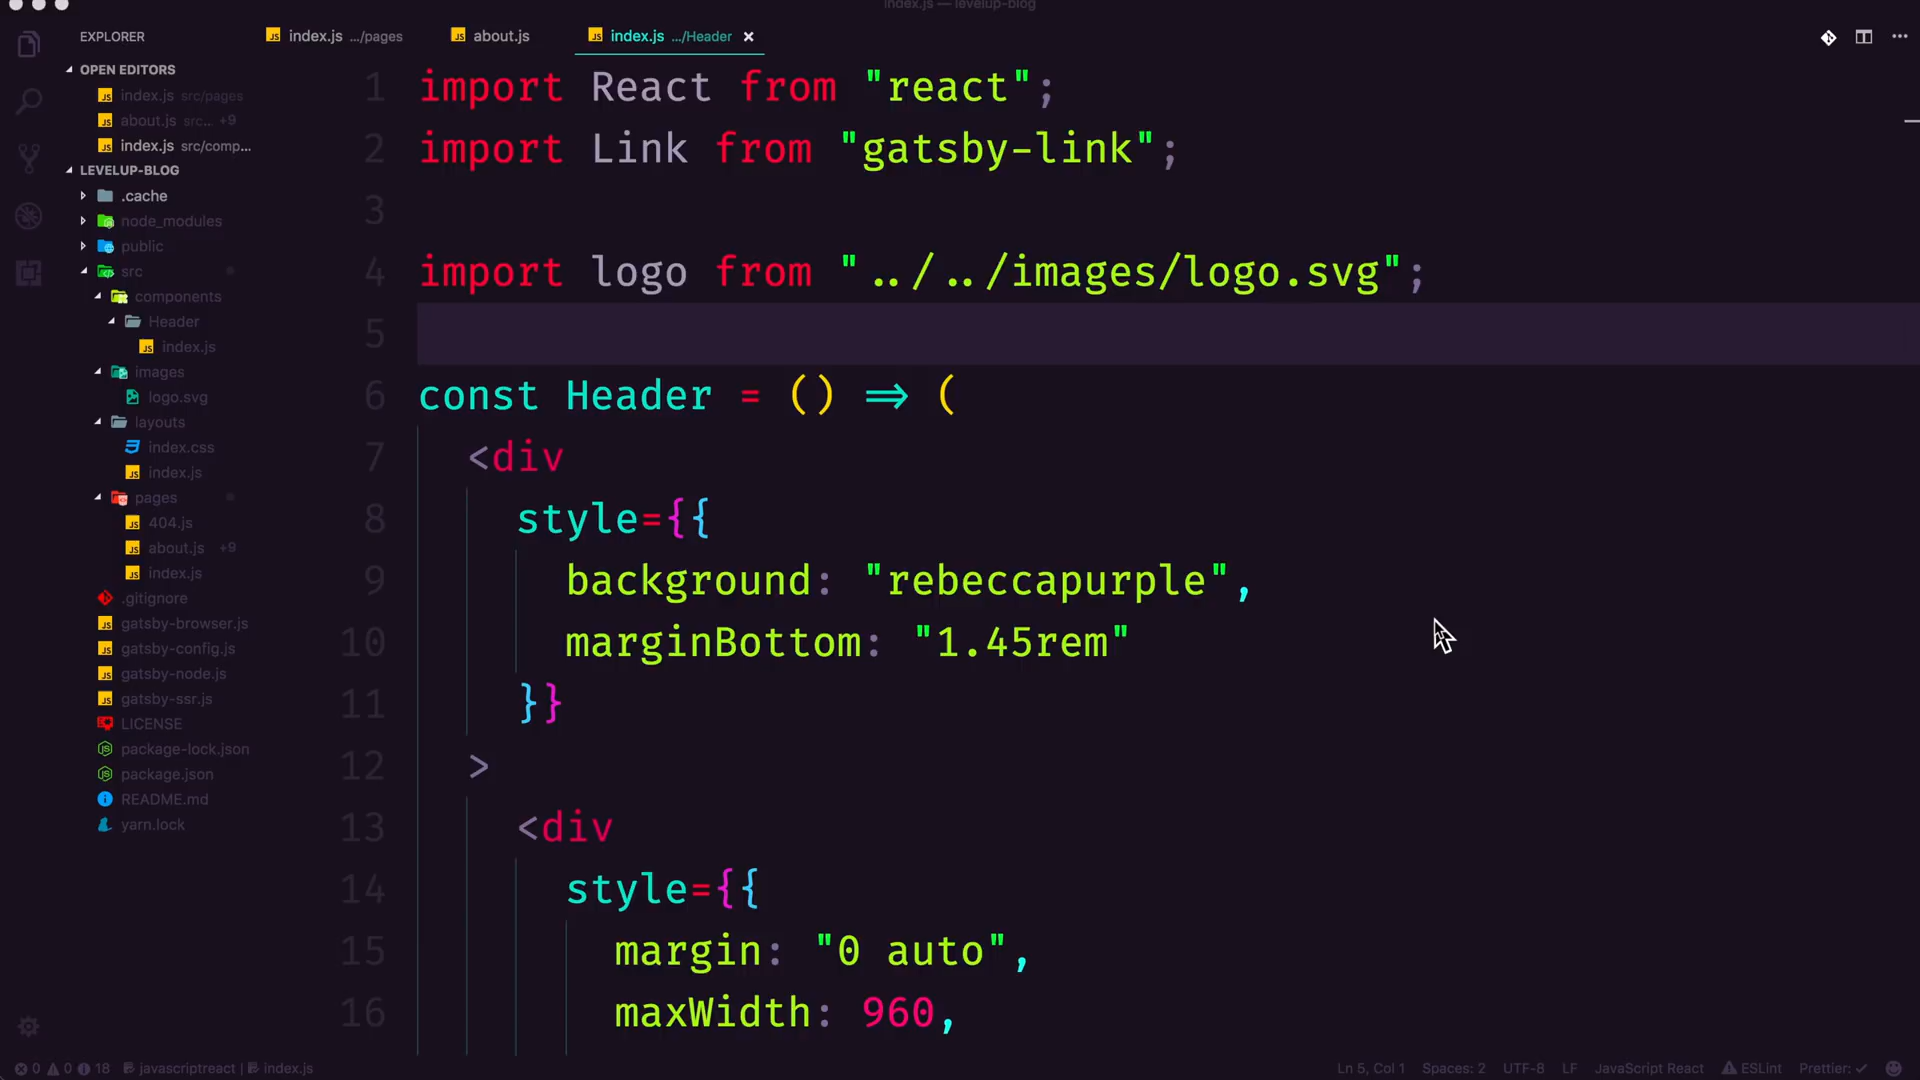 index.js — levelup-blog
EXPLORER
index.js .../pages
about.js
index.js .../Header
OPEN EDITORS
index.js src/pages
about.js src... +9
index.js src/comp...
LEVELUP-BLOG
.cache
node_modules
public
src
components
Header
index.js
images
logo.svg
layouts
index.css
index.js
pages
404.js
about.js +9
index.js
.gitignore
gatsby-browser.js
gatsby-config.js
gatsby-node.js
gatsby-ssr.js
LICENSE
package-lock.json
package.json
README.md
yarn.lock
1 import React from "react";
2 import Link from "gatsby-link";
3
4 import logo from "../../images/logo.svg";
5
6 const Header = () => (
7 <div
8 style={{
9 background: "rebeccapurple",
10 marginBottom: "1.45rem"
11 }}
12 >
13 <div
14 style={{
15 margin: "0 auto",
16 maxWidth: 960,
0 0 18 javascriptreact | index.js
Ln 5, Col 1 Spaces: 2 UTF-8 LF JavaScript React ESLint Prettier: ✓